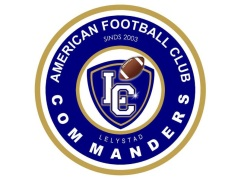 AMERICAN FOOTBALL CLUB
SINDS 2003
LC
LELYSTAD
COMMANDERS